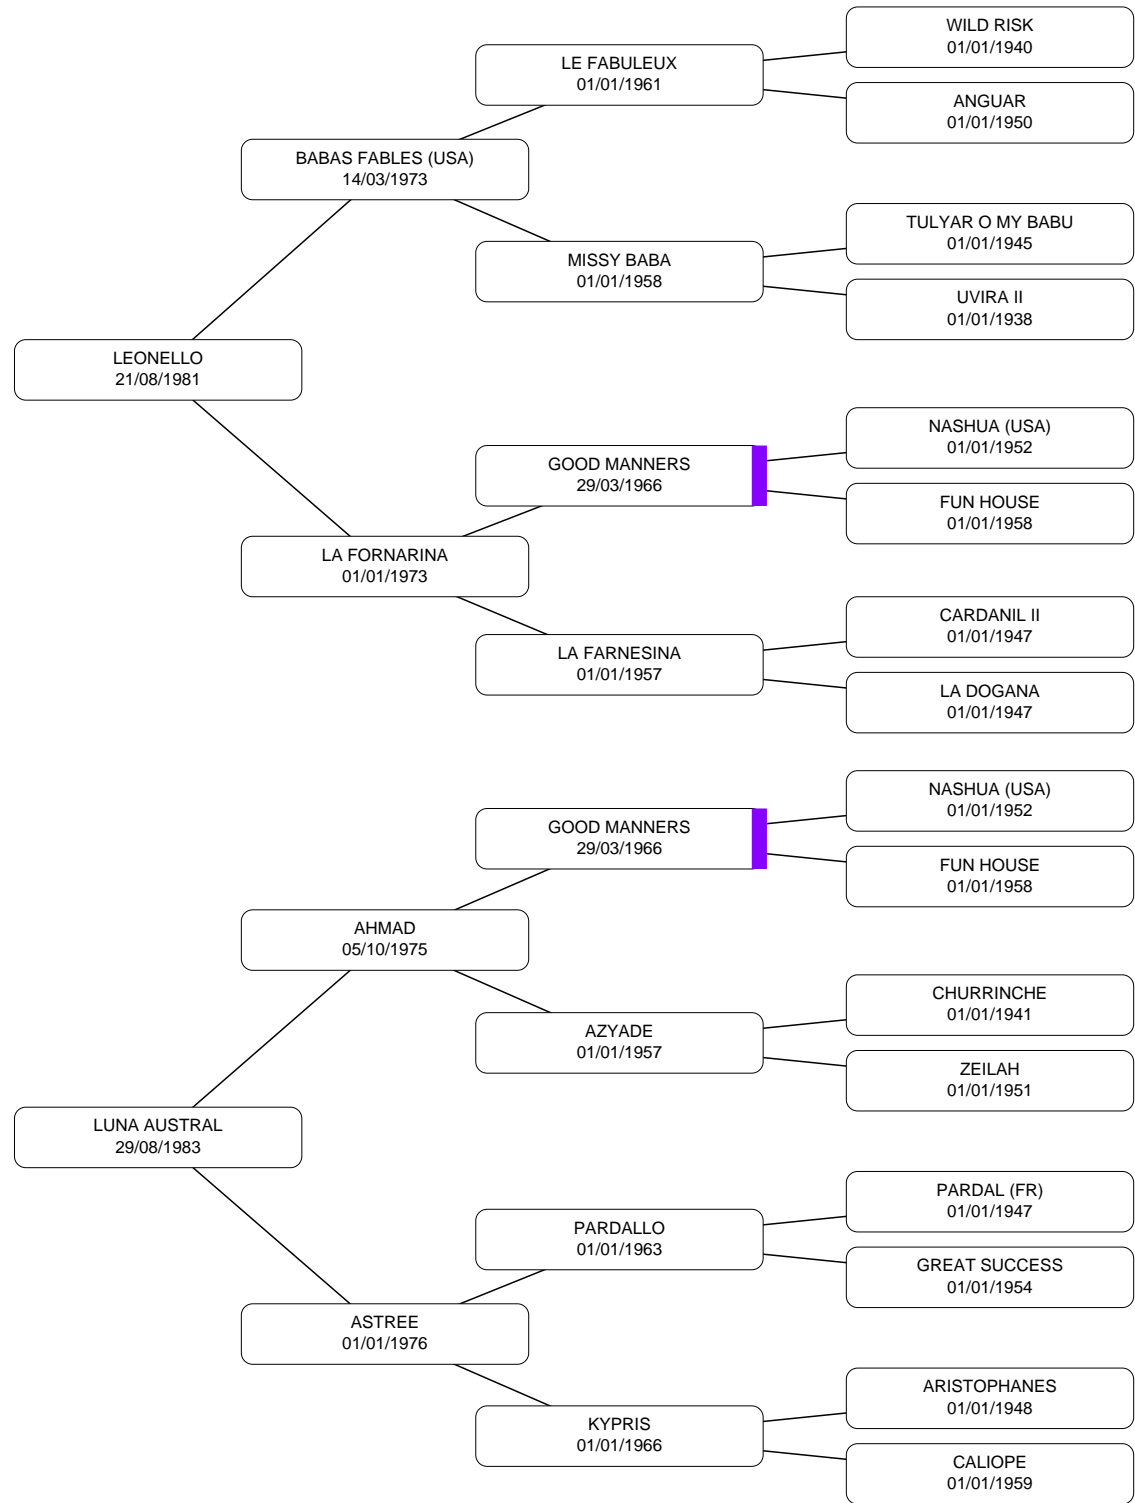 WILD RISK
01/01/1940
LE FABULEUX
01/01/1961
ANGUAR
01/01/1950
BABAS FABLES (USA)
14/03/1973
TULYAR O MY BABU
01/01/1945
MISSY BABA
01/01/1958
UVIRA II
01/01/1938
LEONELLO
21/08/1981
NASHUA (USA)
01/01/1952
GOOD MANNERS
29/03/1966
FUN HOUSE
01/01/1958
LA FORNARINA
01/01/1973
CARDANIL II
01/01/1947
LA FARNESINA
01/01/1957
LA DOGANA
01/01/1947
NASHUA (USA)
01/01/1952
GOOD MANNERS
29/03/1966
FUN HOUSE
01/01/1958
AHMAD
05/10/1975
CHURRINCHE
01/01/1941
AZYADE
01/01/1957
ZEILAH
01/01/1951
LUNA AUSTRAL
29/08/1983
PARDAL (FR)
01/01/1947
PARDALLO
01/01/1963
GREAT SUCCESS
01/01/1954
ASTREE
01/01/1976
ARISTOPHANES
01/01/1948
KYPRIS
01/01/1966
CALIOPE
01/01/1959